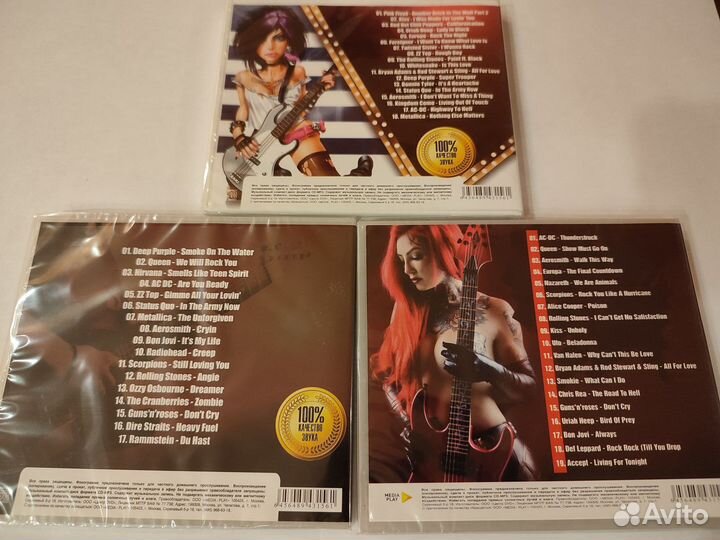 01. Pink Floyd - Another Brick In The Wall Part 2
02. Kiss - I Was Made For Lovin' You
03. Red Hot Chili Peppers - Californication
04. Uriah Heep - Lady In Black
05. Europe - Rock The Night
06. Foreigner - I Want To Know What Love Is
07. Twisted Sister - I Wanna Rock
08. ZZ Top - Rough Boy
09. The Rolling Stones - Paint It, Black
10. Whitesnake - Is This Love
11. Bryan Adams & Rod Stewart & Sting - All For Love
12. Deep Purple - Super Trouper
13. Bonnie Tyler - It's A Heartache
14. Status Quo - In The Army Now
15. Aerosmith - I Don't Want To Miss A Thing
16. Kingdom Come - Living Out Of Touch
17. AC-DC - Highway To Hell
18. Metallica - Nothing Else Matters
100%
КАЧЕСТВО
ЗВУКА
6456489431561
01. Deep Purple - Smoke On The Water
02. Queen - We Will Rock You
03. Nirvana - Smells Like Teen Spirit
04. AC DC - Are You Ready
05. ZZ Top - Gimme All Your Lovin'
06. Status Quo - In The Army Now
07. Metallica - The Unforgiven
08. Aerosmith - Cryin
09. Bon Jovi - It's My Life
10. Radiohead - Creep
11. Scorpions - Still Loving You
12. Rolling Stones - Angie
13. Ozzy Osbourne - Dreamer
14. The Cranberries - Zombie
15. Guns'n'roses - Don't Cry
16. Dire Straits - Heavy Fuel
17. Rammstein - Du Hast
100%
КАЧЕСТВО
ЗВУКА
6456489431561
01. AC-DC - Thunderstruck
02. Queen - Show Must Go On
03. Aerosmith - Walk This Way
04. Europa - The Final Countdown
05. Nazareth - We Are Animals
06. Scorpions - Rock You Like A Hurricane
07. Alice Cooper - Poison
08. Rolling Stones - I Can't Get No Satisfaction
09. Kiss - Unholy
10. Ufo - Beladonna
11. Van Halen - Why Can't This Be Love
12. Bryan Adams & Rod Stewart & Sting - All For Love
13. Smokie - What Can I Do
14. Chris Rea - The Road To Hell
15. Guns'n'roses - Don't Cry
16. Uriah Heep - Bird Of Prey
17. Bon Jovi - Always
18. Def Leppard - Rock Rock (Till You Drop
19. Accept - Living For Tonight
MEDIA
PLAY
6456489431561
Avito